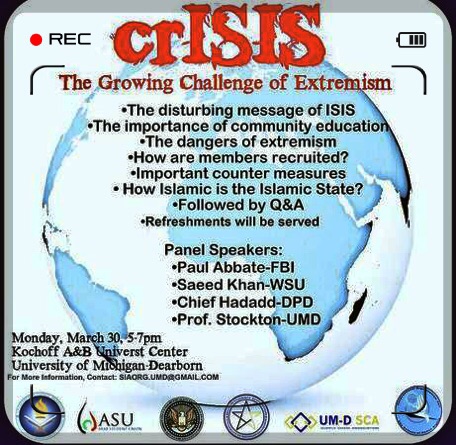 REC
crISIS
The Growing Challenge of Extremism
•The disturbing message of ISIS
•The importance of community education
•The dangers of extremism
•How are members recruited?
•Important counter measures
• How Islamic is the Islamic State?
•Followed by Q&A
•Refreshments will be served
Panel Speakers:
•Paul Abbate-FBI
•Saeed Khan-WSU
•Chief Hadadd-DPD
•Prof. Stockton-UMD
Monday, March 30, 5-7pm
Kochoff A&B Universt Center
University of Michigan-Dearborn
For More Information, Contact: SIAORG.UMD@GMAIL.COM
ASU
UM-D SCA